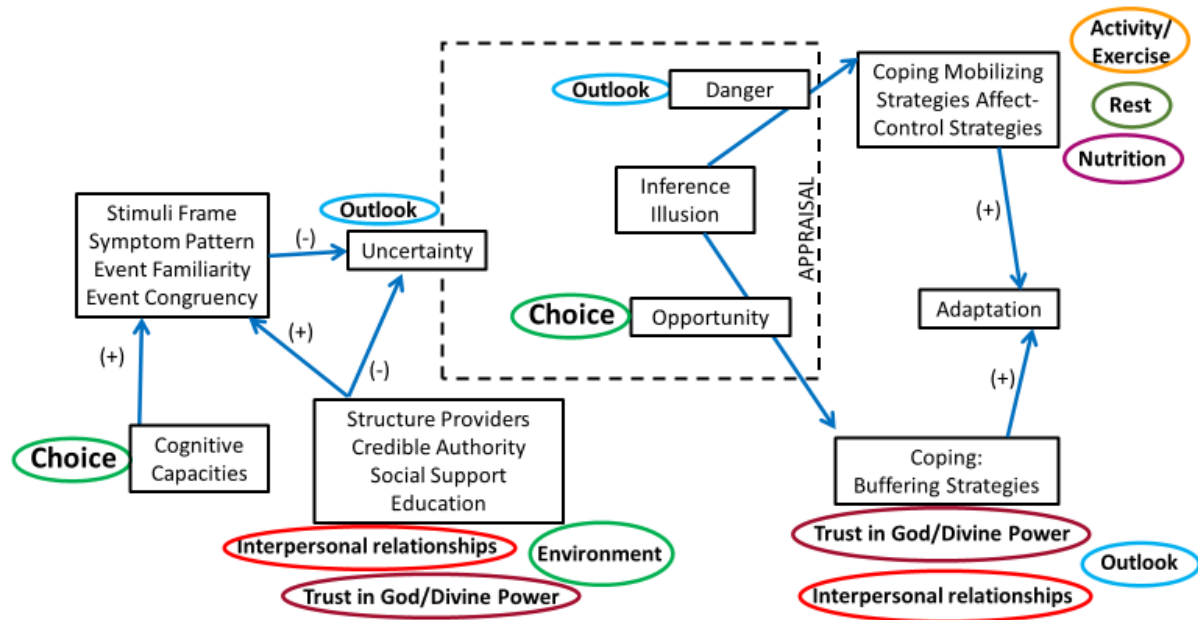 Activity/
Exercise
Outlook
Danger
Coping Mobilizing
Strategies Affect-
Control Strategies
Rest
Nutrition
Inference
Illusion
APPRAISAL
(+)
Outlook
Stimuli Frame
Symptom Pattern
Event Familiarity
Event Congruency
(-)
Uncertainty
Choice
Opportunity
Adaptation
(+)
(+)
(-)
(+)
Choice
Cognitive
Capacities
Structure Providers
Credible Authority
Social Support
Education
Coping:
Buffering Strategies
Interpersonal relationships
Environment
Trust in God/Divine Power
Trust in God/Divine Power
Outlook
Interpersonal relationships